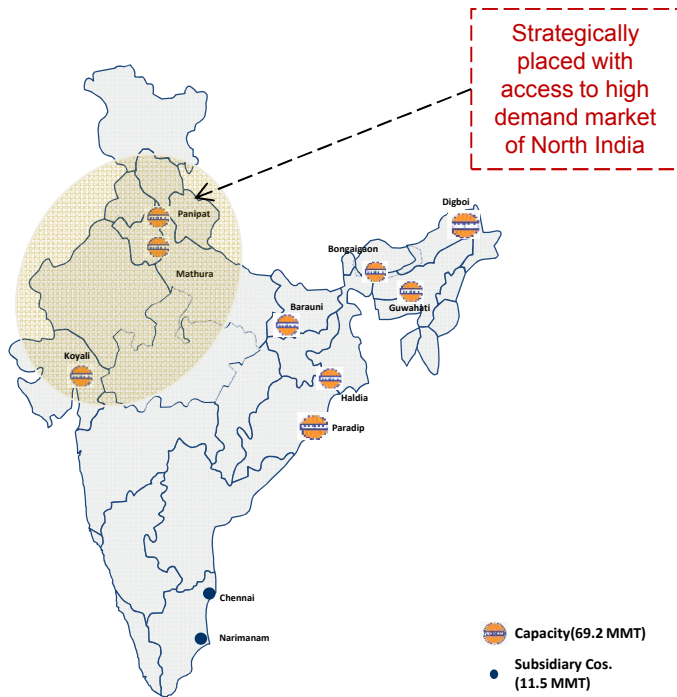 Strategically
placed with
access to high
demand market
of North India
Digboi
Panipat
Bongaigaon
Mathura
Guwahati
Barauni
Koyali
Haldia
Paradip
Chennai
Narimanam
Capacity(69.2 MMT)
Subsidiary Cos.
(11.5 MMT)